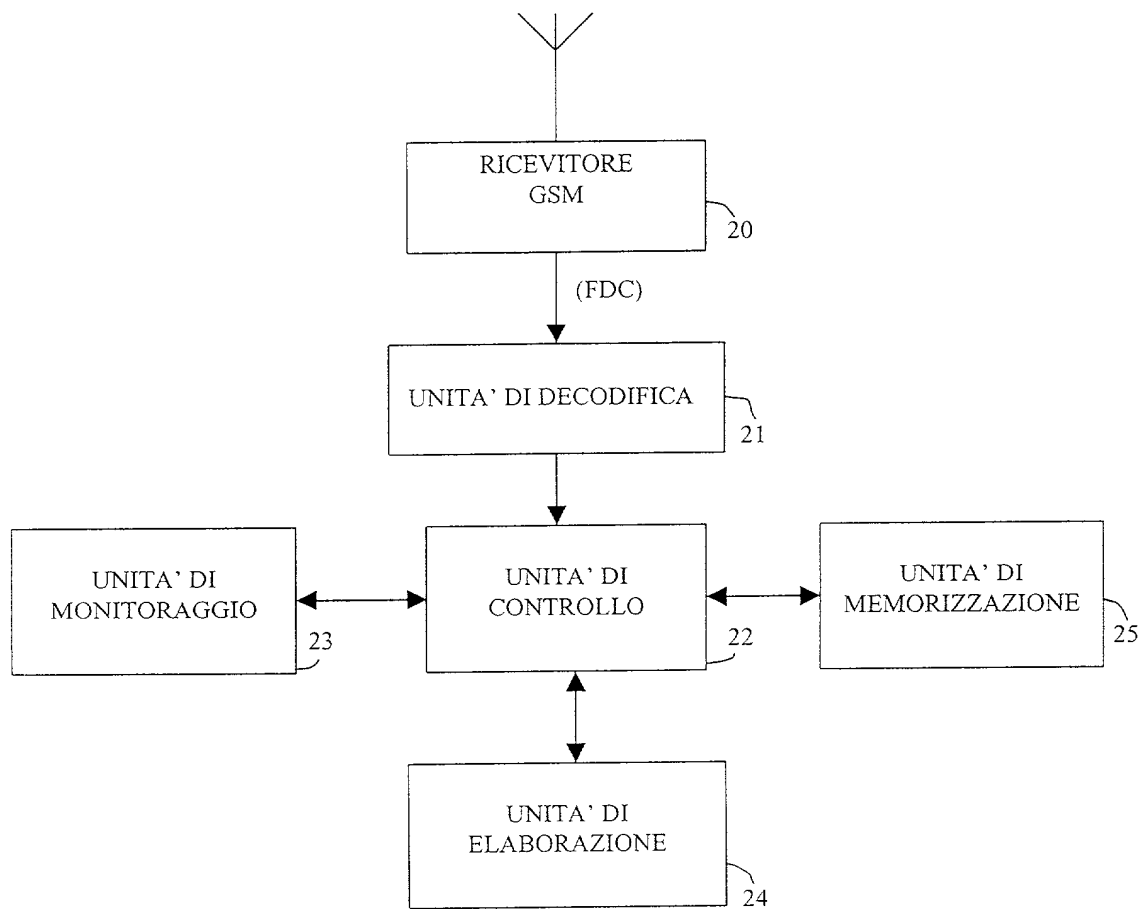 RICEVITORE
GSM
20
(FDC)
UNITA' DI DECODIFICA
21
UNITA' DI
MONITORAGGIO
23
UNITA' DI
CONTROLLO
22
UNITA' DI
MEMORIZZAZIONE
25
UNITA' DI
ELABORAZIONE
24